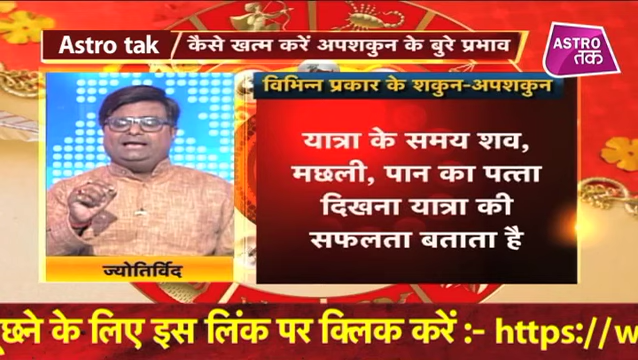 Astro tak
कैसे खत्म करें अपशकुन के बुरे प्रभाव
ASTRO
तक
विभिन्न प्रकार के शकुन-अपशकुन
यात्रा के समय शव,
मछली, पान का पत्ता
दिखना यात्रा की
सफलता बताता है
ज्योतिर्विद
के लिए इस लिंक पर क्लिक करें :- https://w